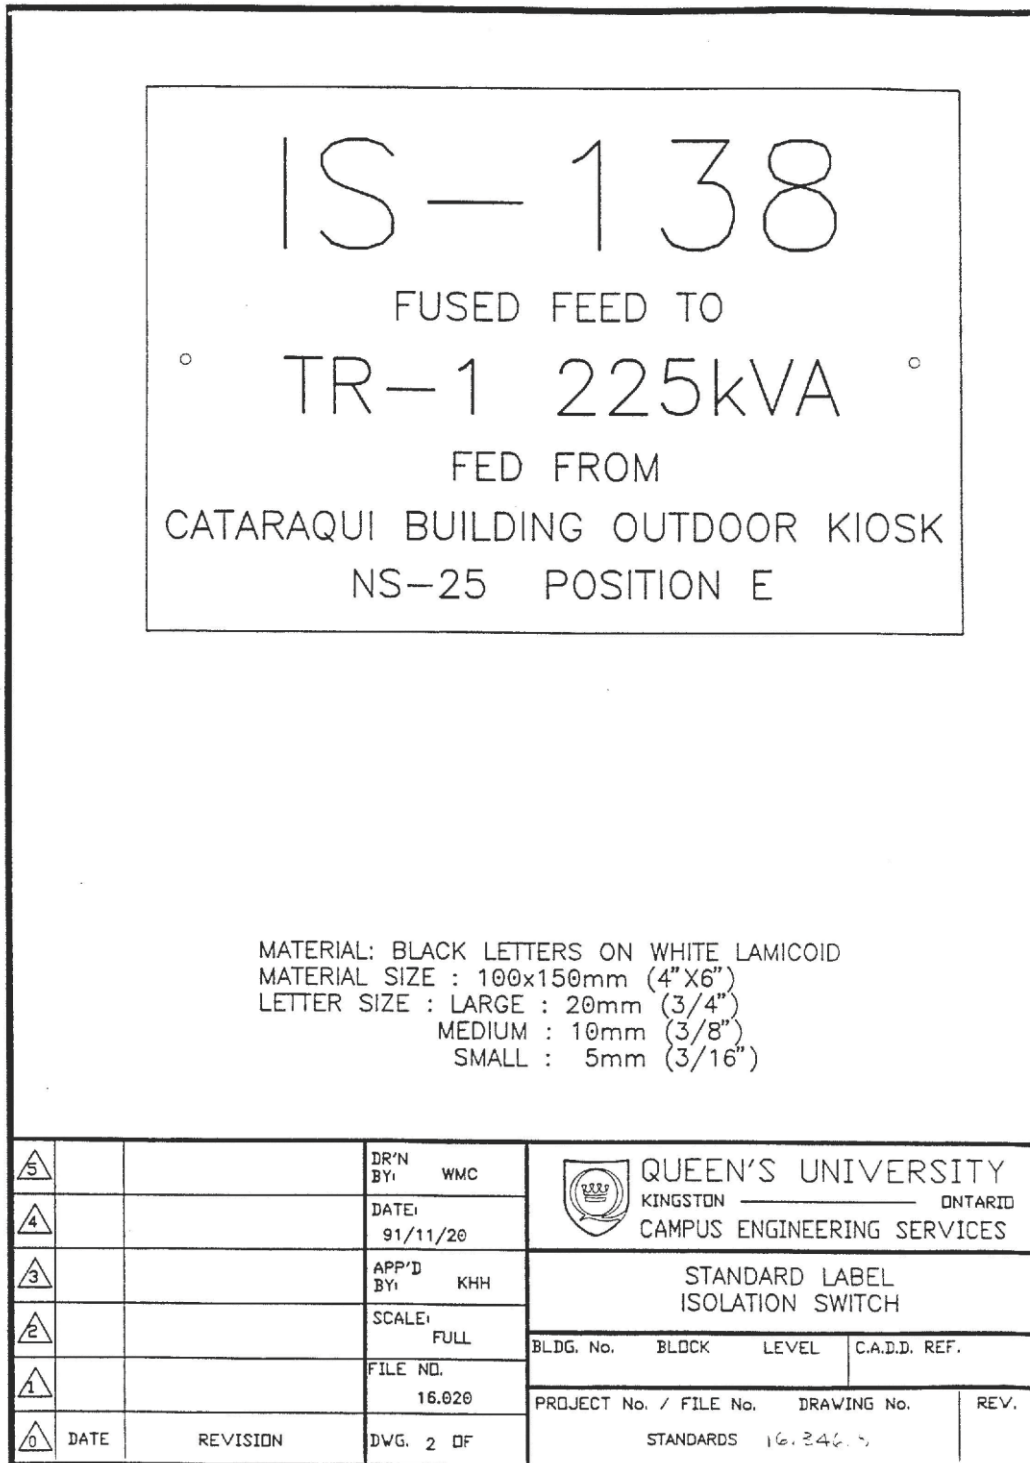 IS-138
FUSED FEED TO
TR-1 225kVA
FED FROM
CATARAQUI BUILDING OUTDOOR KIOSK
NS-25 POSITION E
MATERIAL: BLACK LETTERS ON WHITE LAMICOID
MATERIAL SIZE : 100x150mm (4"X6")
LETTER SIZE : LARGE : 20mm (3/4")
MEDIUM : 10mm (3/8")
SMALL : 5mm (3/16")
5
4
3
2
1
0 DATE REVISION
DR'N
BY: WMC
DATE:
91/11/20
APP'D
BY: KHH
SCALE:
FULL
FILE NO.
16.020
DWG. 2 OF
QUEEN'S UNIVERSITY
KINGSTON ONTARIO
CAMPUS ENGINEERING SERVICES
STANDARD LABEL
ISOLATION SWITCH
BLDG. No. BLOCK LEVEL C.A.D.D. REF.
PROJECT No. / FILE No. DRAWING No. REV.
STANDARDS